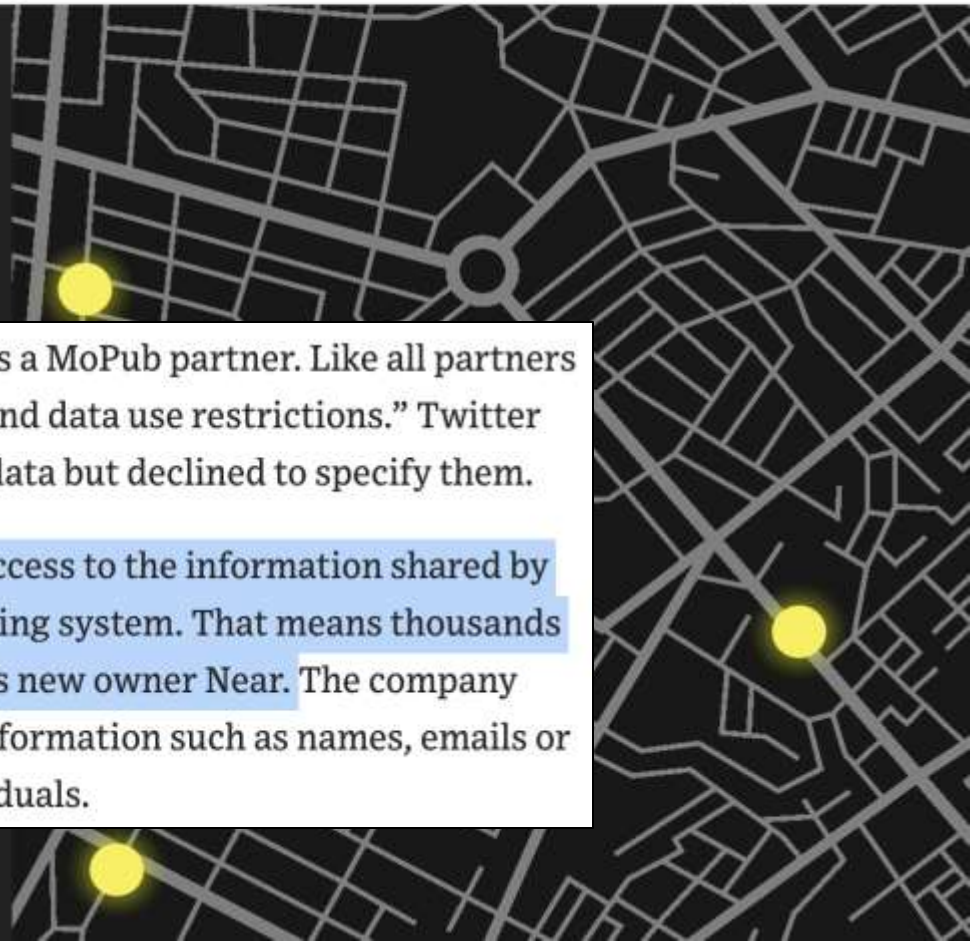 s a MoPub partner. Like all partners
nd data use restrictions.” Twitter
data but declined to specify them.
ccess to the information shared by
ing system. That means thousands
s new owner Near. The company
formation such as names, emails or
duals.